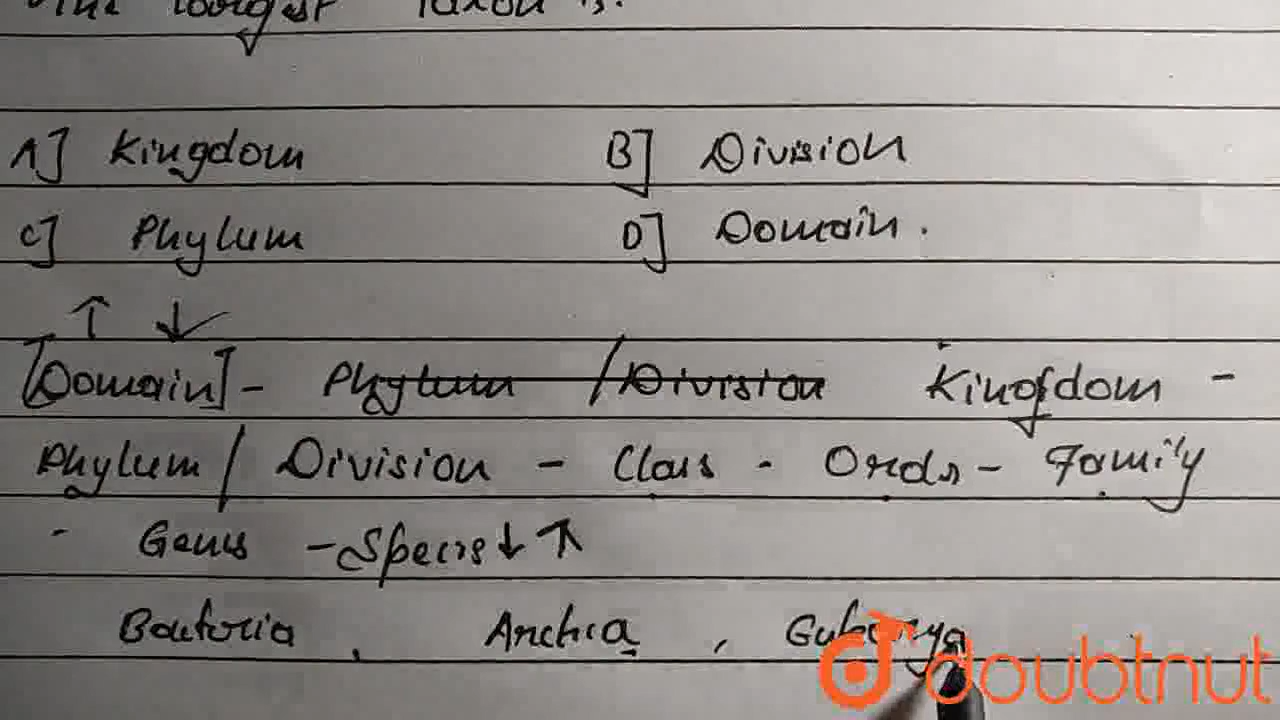 The largest Taxon is.
A] Kingdom B] Division
C] Phylum D] Domain.
↑ ↓
[Domain] - Phylum / Division Kingdom -
Phylum / Division - Class - Order - Family
- Genus - Species ↓ ↑
Bacteria , Archea , Eukarya
doubtnut